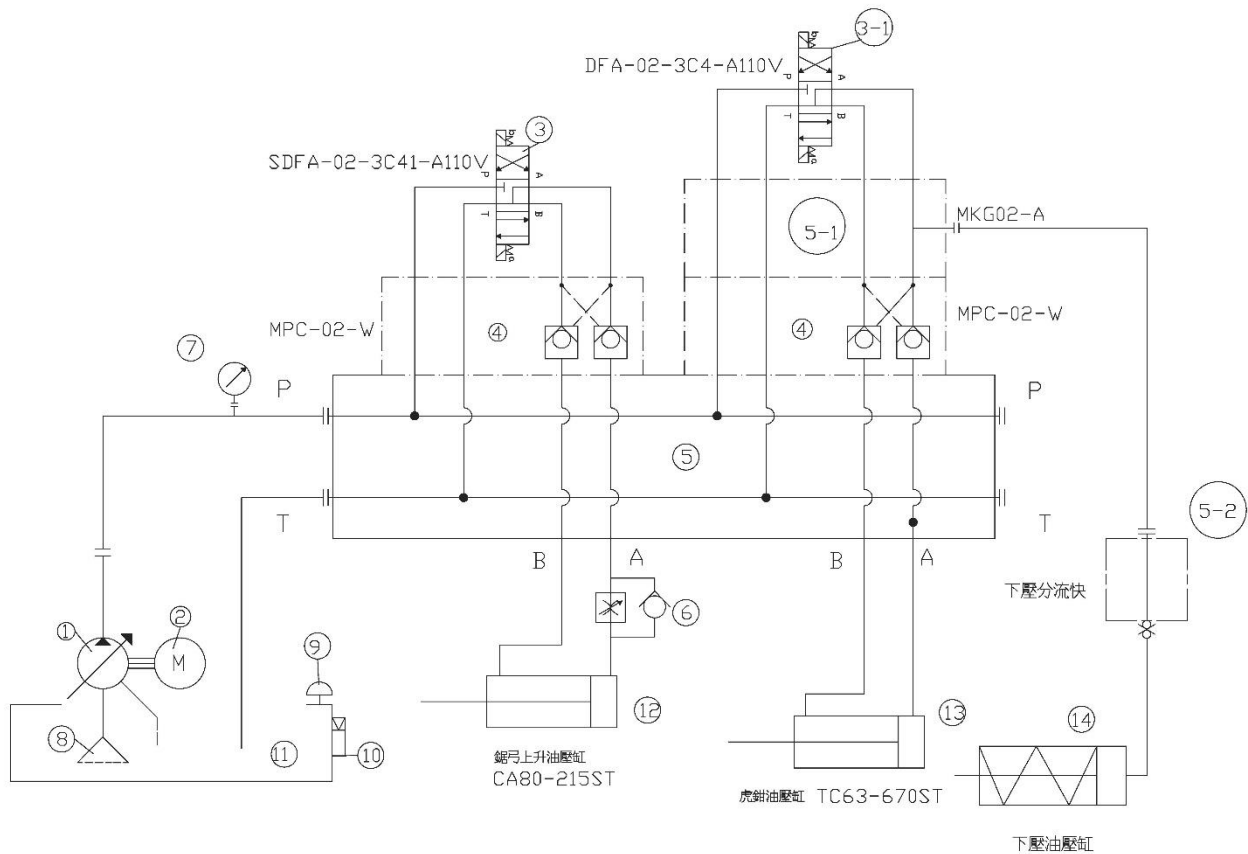 3-1
DFA-02-3C4-A110V
b
P A
T B
a
3
SDFA-02-3C41-A110V
b
P A
T B
a
5-1
MKG02-A
MPC-02-W
4
4
MPC-02-W
7
P
P
5
T
T
5-2
B A
B A
下壓分流快
6
1
2
M
9
8
11
10
12
13
14
鋸弓上升油壓缸
CA80-215ST
虎鉗油壓缸 TC63-670ST
下壓油壓缸